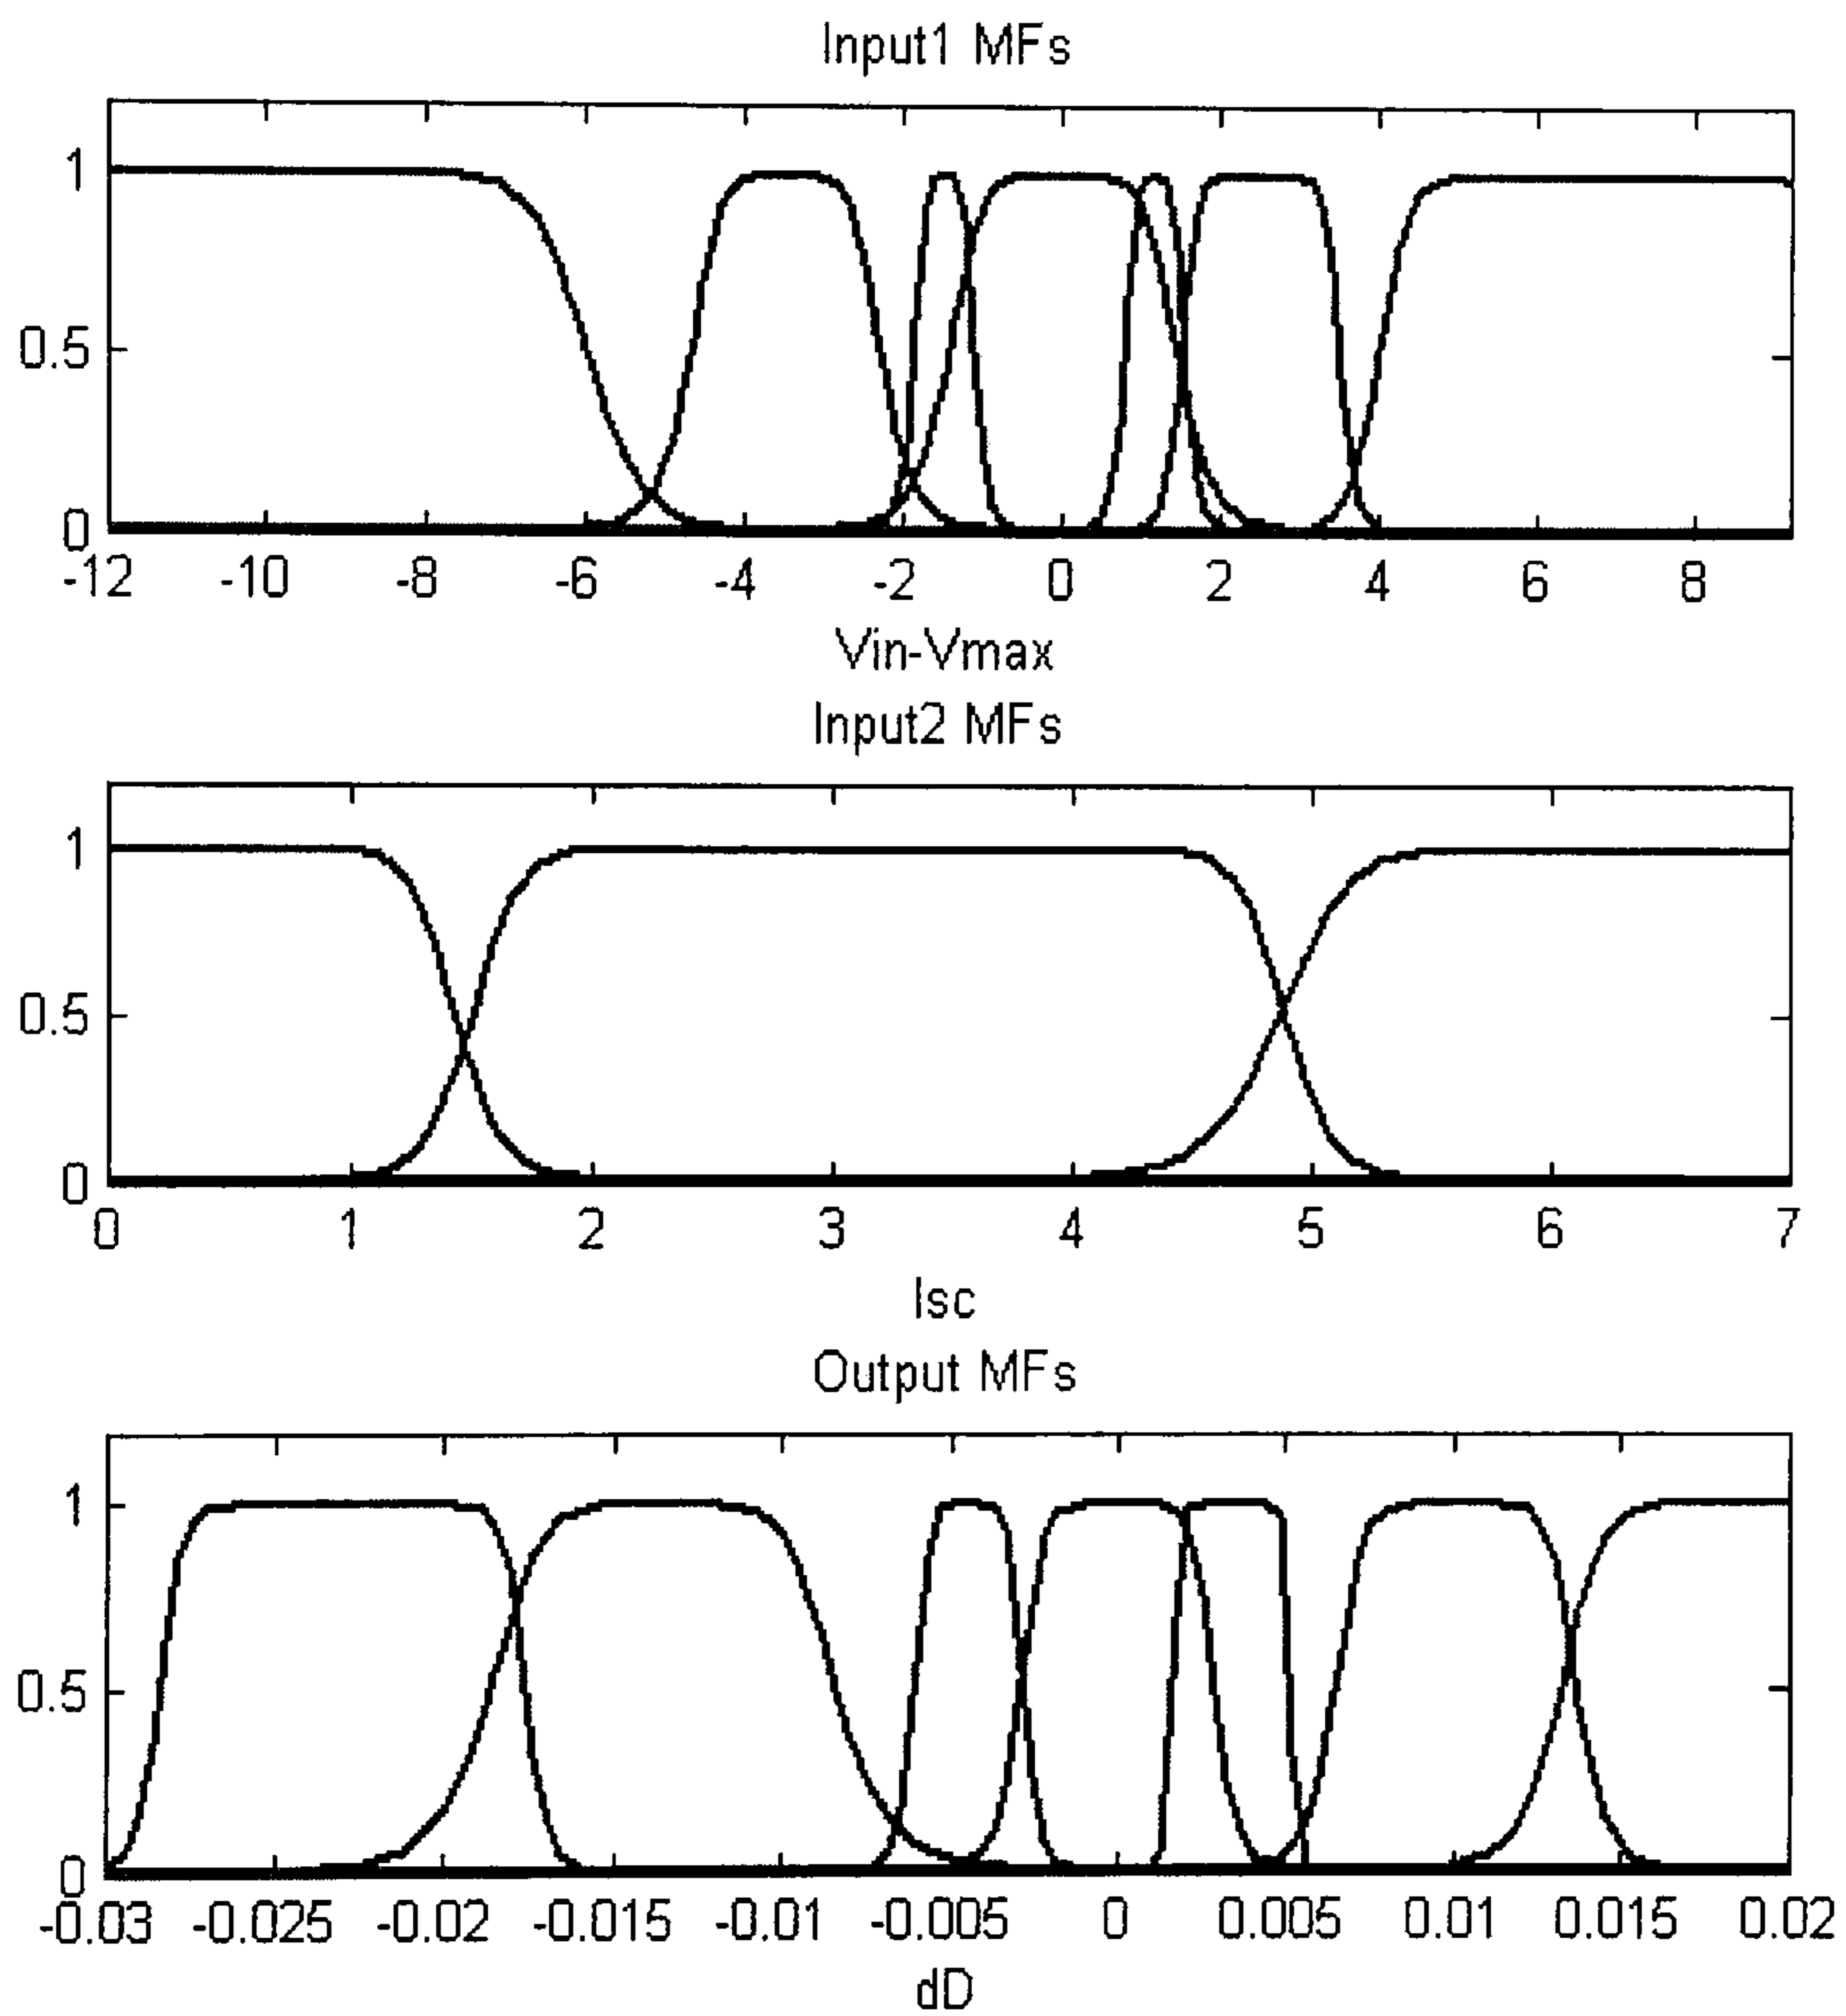 Input1 MFs
1
0.5
0
-12 -10 -8 -6 -4 -2 0 2 4 6 8
Vin-Vmax
Input2 MFs
1
0.5
0
0 1 2 3 4 5 6 7
Isc
Output MFs
1
0.5
0
-0.03 -0.025 -0.02 -0.015 -0.01 -0.005 0 0.005 0.01 0.015 0.02
dD